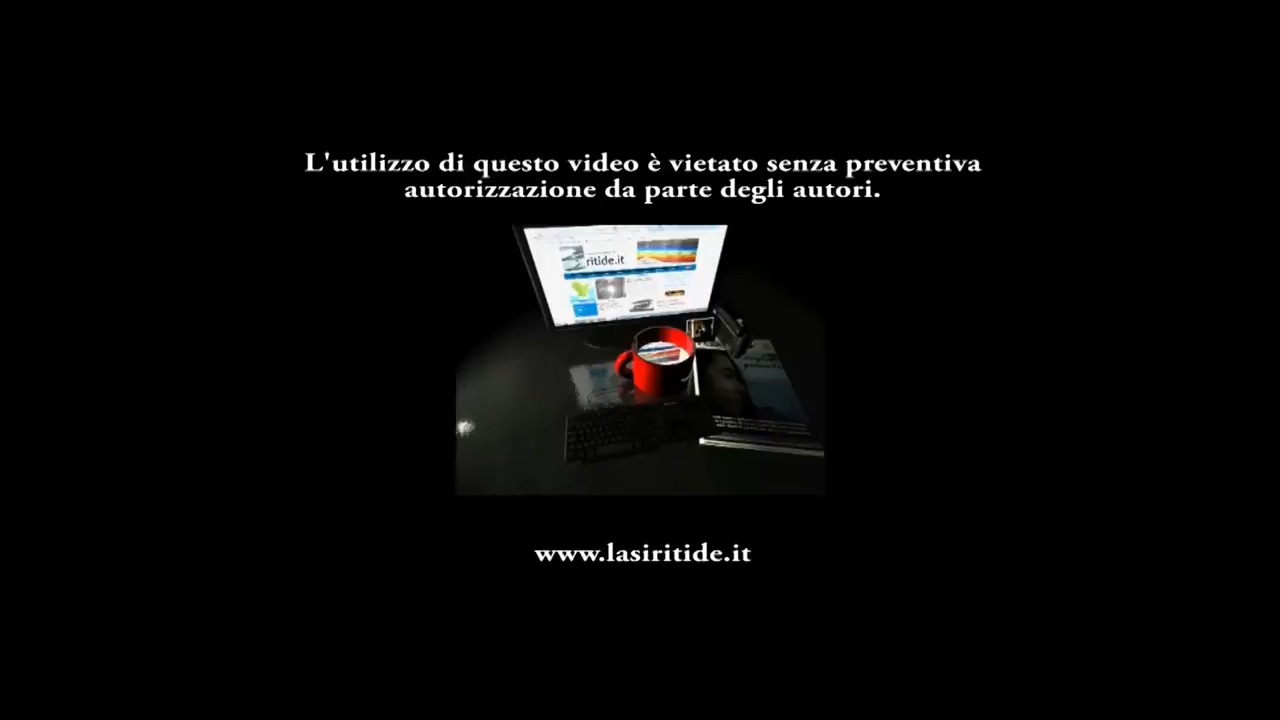 L'utilizzo di questo video è vietato senza preventiva
autorizzazione da parte degli autori.
ritide.it
www.lasiritide.it